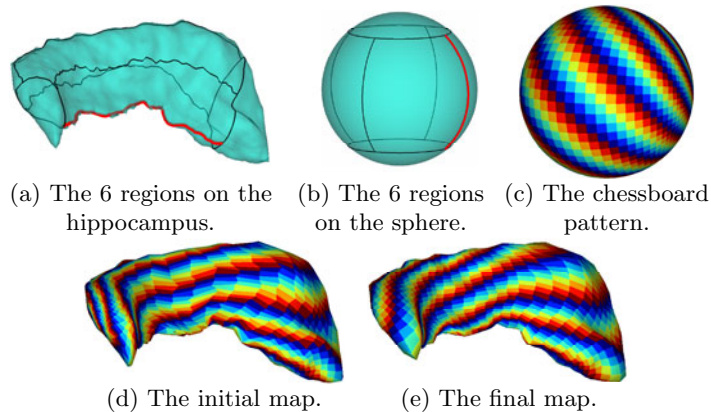 (a) The 6 regions on the hippocampus.
(b) The 6 regions on the sphere.
(c) The chessboard pattern.
(d) The initial map.
(e) The final map.